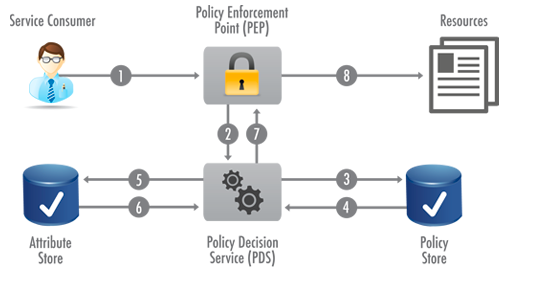 Service Consumer
Policy Enforcement
Point (PEP)
Resources
1
8
2
7
5
3
6
4
Attribute
Store
Policy Decision
Service (PDS)
Policy
Store